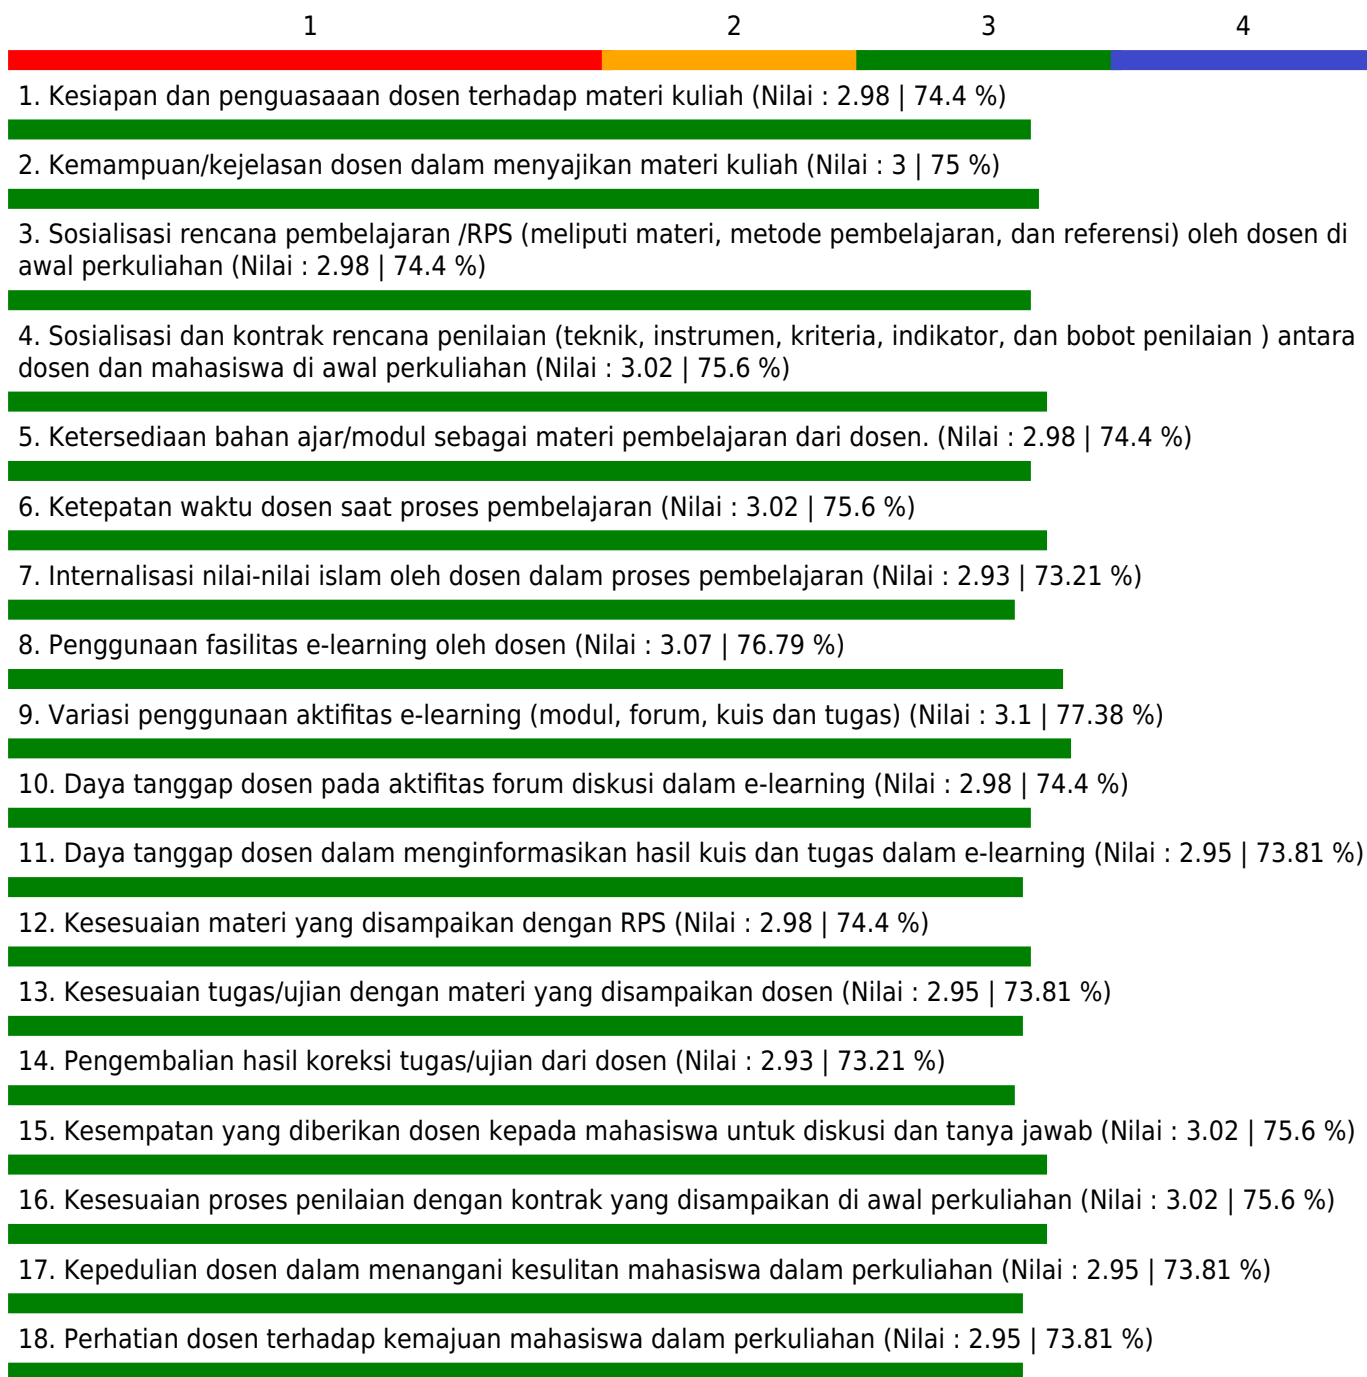 1 2 3 4
1. Kesiapan dan penguasaaan dosen terhadap materi kuliah (Nilai : 2.98 | 74.4 %)
2. Kemampuan/kejelasan dosen dalam menyajikan materi kuliah (Nilai : 3 | 75 %)
3. Sosialisasi rencana pembelajaran /RPS (meliputi materi, metode pembelajaran, dan referensi) oleh dosen di
awal perkuliahan (Nilai : 2.98 | 74.4 %)
4. Sosialisasi dan kontrak rencana penilaian (teknik, instrumen, kriteria, indikator, dan bobot penilaian ) antara
dosen dan mahasiswa di awal perkuliahan (Nilai : 3.02 | 75.6 %)
5. Ketersediaan bahan ajar/modul sebagai materi pembelajaran dari dosen. (Nilai : 2.98 | 74.4 %)
6. Ketepatan waktu dosen saat proses pembelajaran (Nilai : 3.02 | 75.6 %)
7. Internalisasi nilai-nilai islam oleh dosen dalam proses pembelajaran (Nilai : 2.93 | 73.21 %)
8. Penggunaan fasilitas e-learning oleh dosen (Nilai : 3.07 | 76.79 %)
9. Variasi penggunaan aktifitas e-learning (modul, forum, kuis dan tugas) (Nilai : 3.1 | 77.38 %)
10. Daya tanggap dosen pada aktifitas forum diskusi dalam e-learning (Nilai : 2.98 | 74.4 %)
11. Daya tanggap dosen dalam menginformasikan hasil kuis dan tugas dalam e-learning (Nilai : 2.95 | 73.81 %)
12. Kesesuaian materi yang disampaikan dengan RPS (Nilai : 2.98 | 74.4 %)
13. Kesesuaian tugas/ujian dengan materi yang disampaikan dosen (Nilai : 2.95 | 73.81 %)
14. Pengembalian hasil koreksi tugas/ujian dari dosen (Nilai : 2.93 | 73.21 %)
15. Kesempatan yang diberikan dosen kepada mahasiswa untuk diskusi dan tanya jawab (Nilai : 3.02 | 75.6 %)
16. Kesesuaian proses penilaian dengan kontrak yang disampaikan di awal perkuliahan (Nilai : 3.02 | 75.6 %)
17. Kepedulian dosen dalam menangani kesulitan mahasiswa dalam perkuliahan (Nilai : 2.95 | 73.81 %)
18. Perhatian dosen terhadap kemajuan mahasiswa dalam perkuliahan (Nilai : 2.95 | 73.81 %)